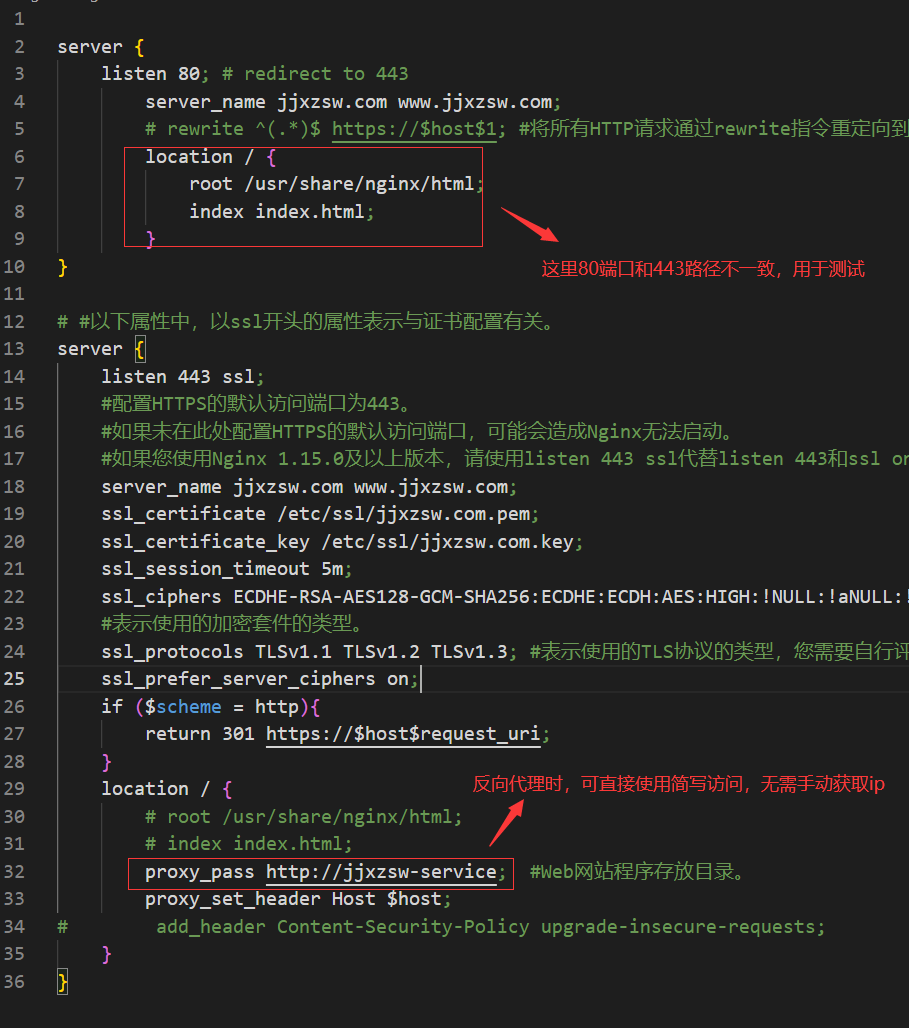 1
2 server {
3 listen 80; # redirect to 443
4 server_name jjxzsw.com www.jjxzsw.com;
5 # rewrite ^(.*)$ https://$host$1; #将所有HTTP请求通过rewrite指令重定向到
6 location / {
7 root /usr/share/nginx/html;
8 index index.html;
9 }
10 }
这里80端口和443路径不一致，用于测试
11
12 # #以下属性中，以ssl开头的属性表示与证书配置有关。
13 server {
14 listen 443 ssl;
15 #配置HTTPS的默认访问端口为443。
16 #如果未在此处配置HTTPS的默认访问端口，可能会造成Nginx无法启动。
17 #如果您使用Nginx 1.15.0及以上版本，请使用listen 443 ssl代替listen 443和ssl on
18 server_name jjxzsw.com www.jjxzsw.com;
19 ssl_certificate /etc/ssl/jjxzsw.com.pem;
20 ssl_certificate_key /etc/ssl/jjxzsw.com.key;
21 ssl_session_timeout 5m;
22 ssl_ciphers ECDHE-RSA-AES128-GCM-SHA256:ECDHE:ECDH:AES:HIGH:!NULL:!aNULL:!
23 #表示使用的加密套件的类型。
24 ssl_protocols TLSv1.1 TLSv1.2 TLSv1.3; #表示使用的TLS协议的类型，您需要自行评
25 ssl_prefer_server_ciphers on;
26 if ($scheme = http){
27 return 301 https://$host$request_uri;
28 }
29 location / {
反向代理时，可直接使用简写访问，无需手动获取ip
30 # root /usr/share/nginx/html;
31 # index index.html;
32 proxy_pass http://jjxzsw-service; #Web网站程序存放目录。
33 proxy_set_header Host $host;
34 # add_header Content-Security-Policy upgrade-insecure-requests;
35 }
36 }